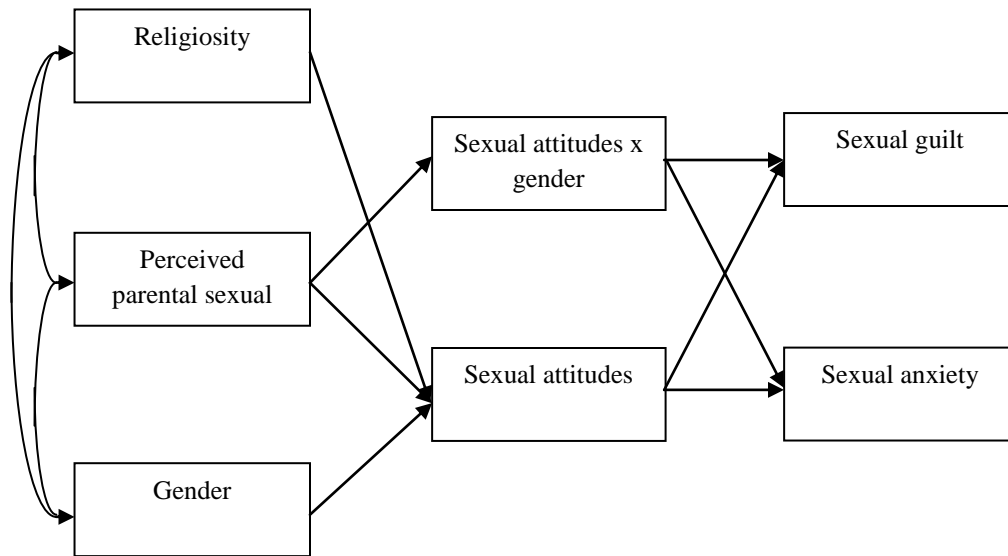 Religiosity
Perceived
parental sexual
Gender
Sexual attitudes x
gender
Sexual attitudes
Sexual guilt
Sexual anxiety